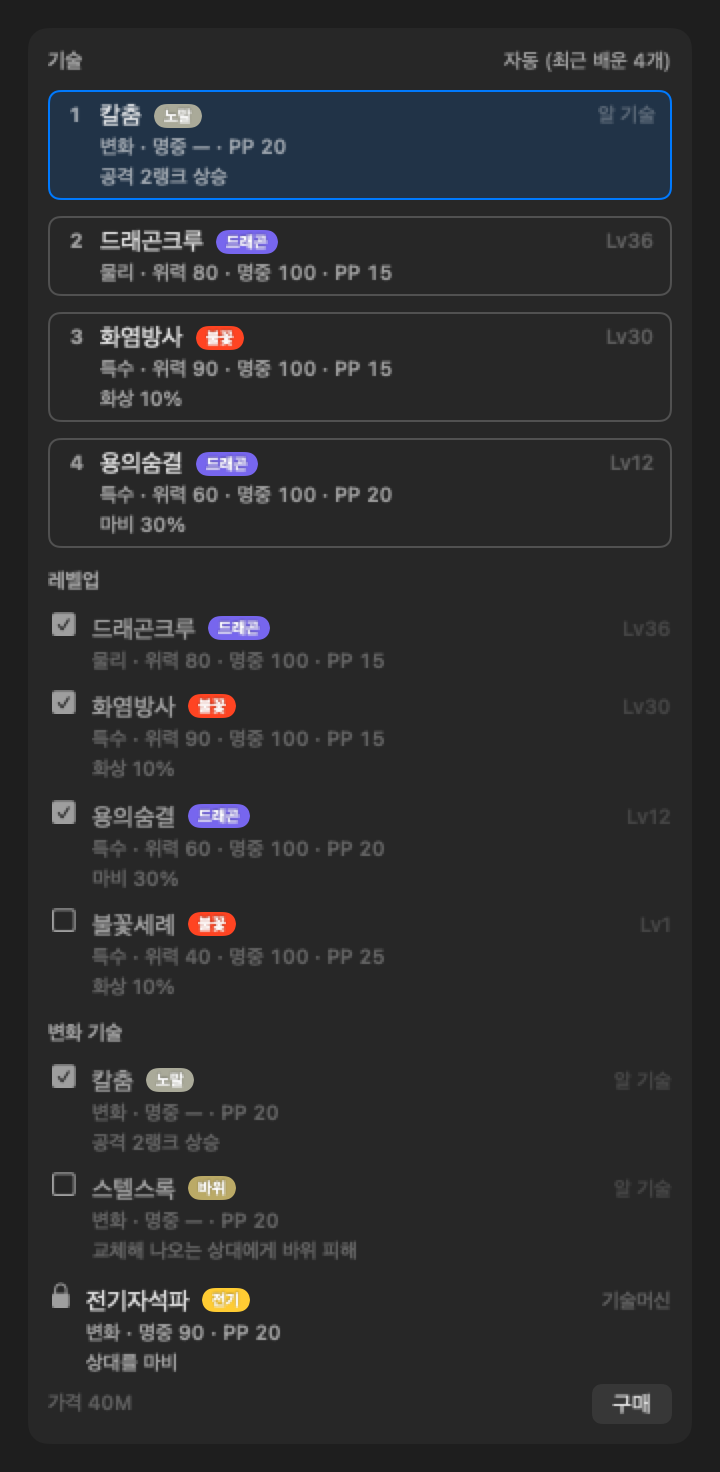 기술 자동 (최근 배운 4개)
1 칼춤 노말 알 기술
변화 · 명중 — · PP 20
공격 2랭크 상승
2 드래곤크루 드래곤 Lv36
물리 · 위력 80 · 명중 100 · PP 15
3 화염방사 불꽃 Lv30
특수 · 위력 90 · 명중 100 · PP 15
화상 10%
4 용의숨결 드래곤 Lv12
특수 · 위력 60 · 명중 100 · PP 20
마비 30%
레벨업
드래곤크루 드래곤 Lv36
물리 · 위력 80 · 명중 100 · PP 15
화염방사 불꽃 Lv30
특수 · 위력 90 · 명중 100 · PP 15
화상 10%
용의숨결 드래곤 Lv12
특수 · 위력 60 · 명중 100 · PP 20
마비 30%
불꽃세례 불꽃 Lv1
특수 · 위력 40 · 명중 100 · PP 25
화상 10%
변화 기술
칼춤 노말 알 기술
변화 · 명중 — · PP 20
공격 2랭크 상승
스텔스록 바위 알 기술
변화 · 명중 — · PP 20
교체해 나오는 상대에게 바위 피해
전기자석파 전기 기술머신
변화 · 명중 90 · PP 20
상대를 마비
가격 40M 구매